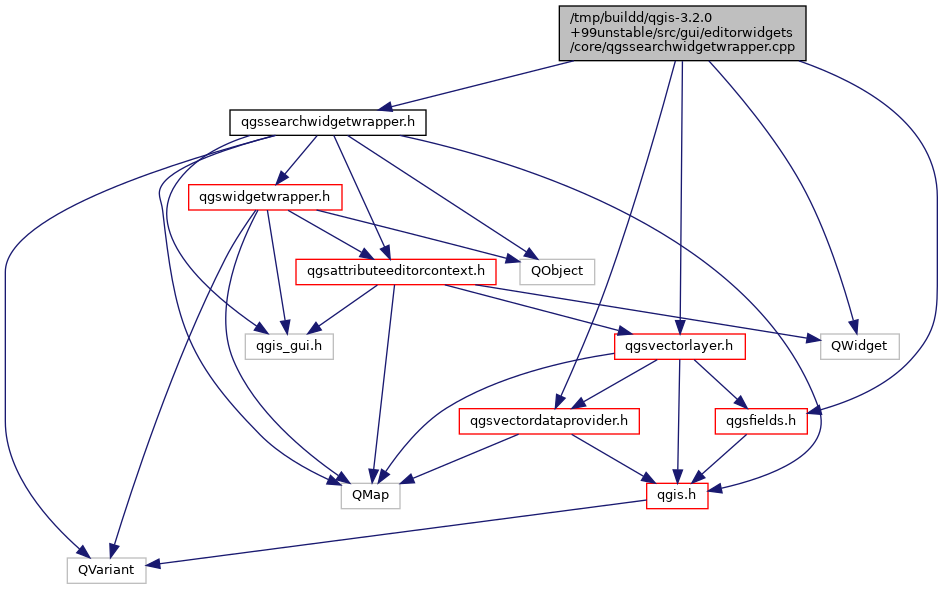 /tmp/buildd/qgis-3.2.0
+99unstable/src/gui/editorwidgets
/core/qgssearchwidgetwrapper.cpp
qgssearchwidgetwrapper.h
qgswidgetwrapper.h
qgsattributeeditorcontext.h
QObject
qgis_gui.h
qgsvectorlayer.h
QWidget
qgsvectordataprovider.h
qgsfields.h
QMap
qgis.h
QVariant